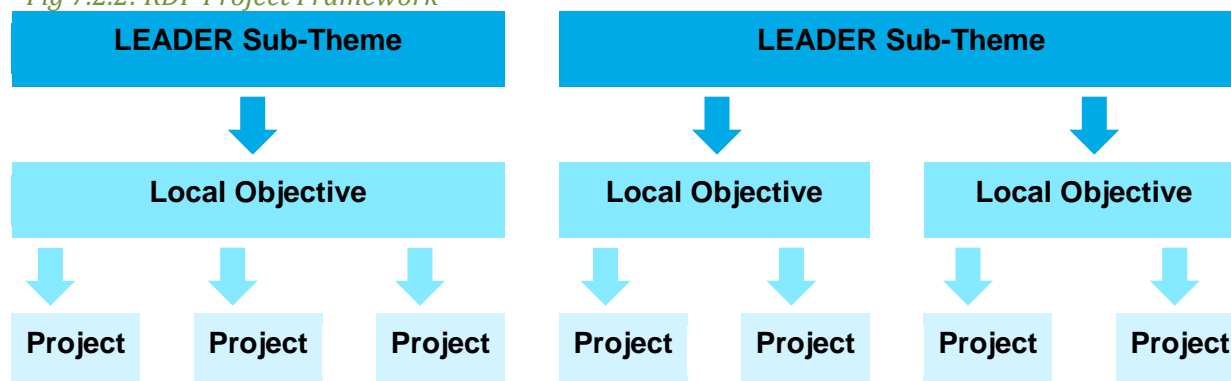 Fig 7.2.2: RDP Project Framework
LEADER Sub-Theme LEADER Sub-Theme
Local Objective Local Objective Local Objective
Project Project Project Project Project Project Project